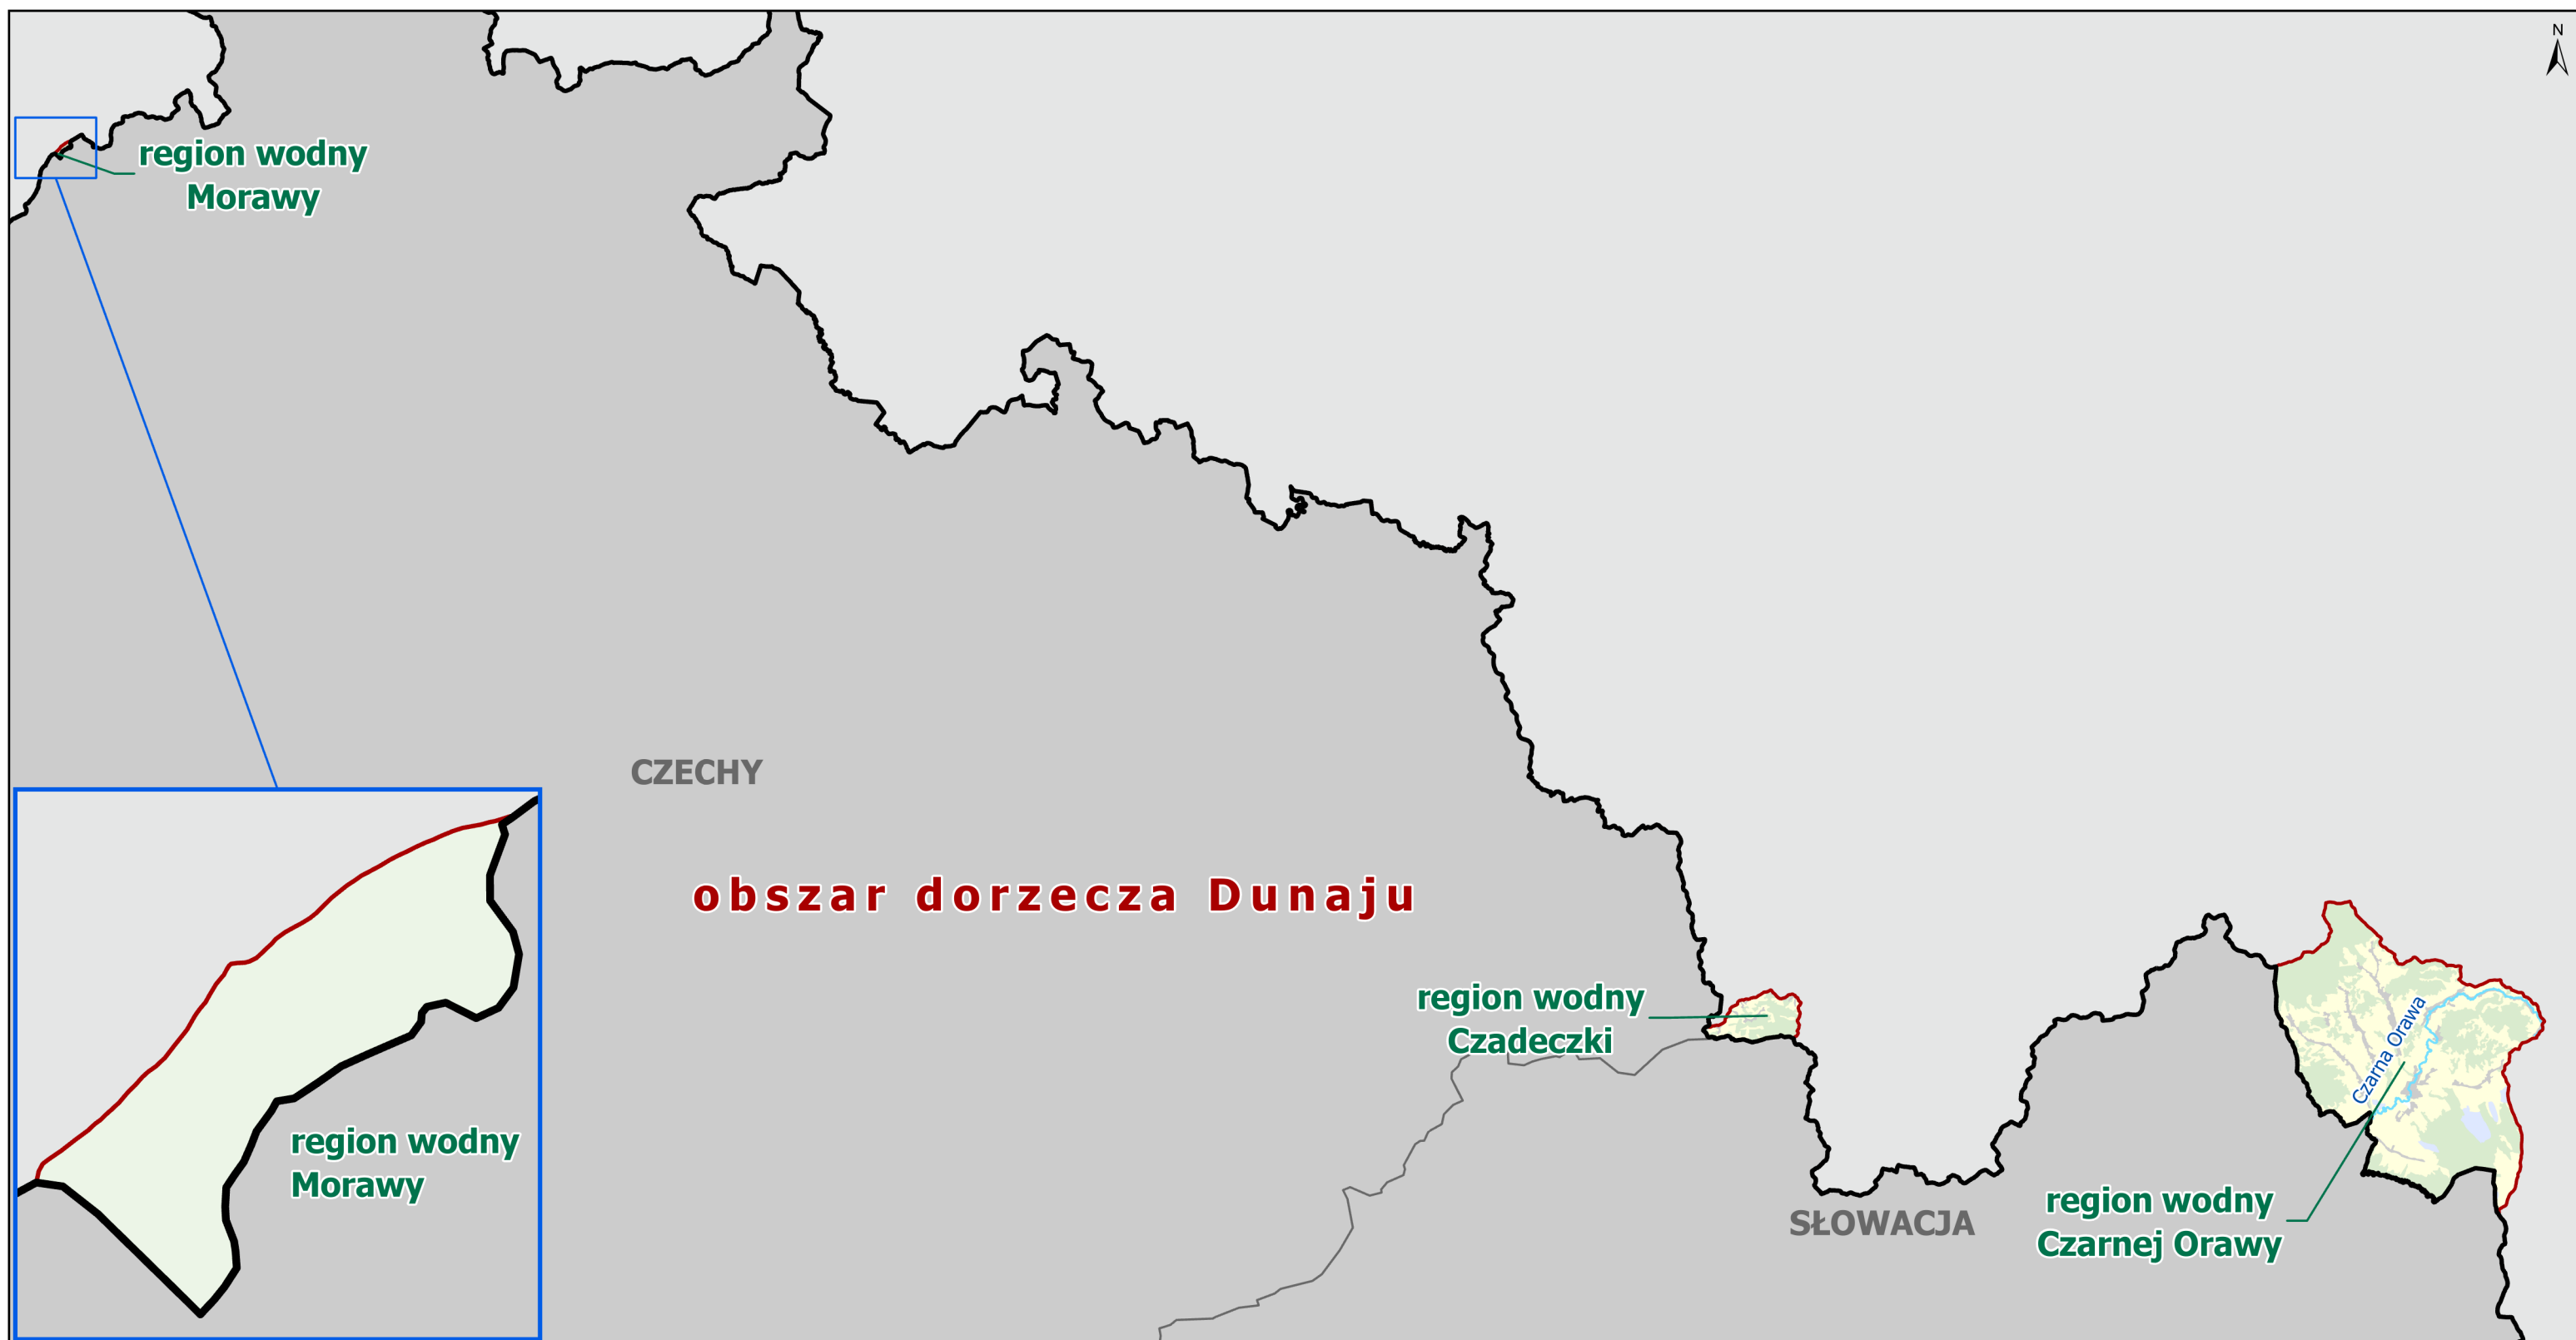 N
region wodny
Morawy
CZECHY
obszar dorzecza Dunaju
region wodny
Czadeczki
Czarna Orawa
region wodny
Morawy
SŁOWACJA
region wodny
Czarnej Orawy